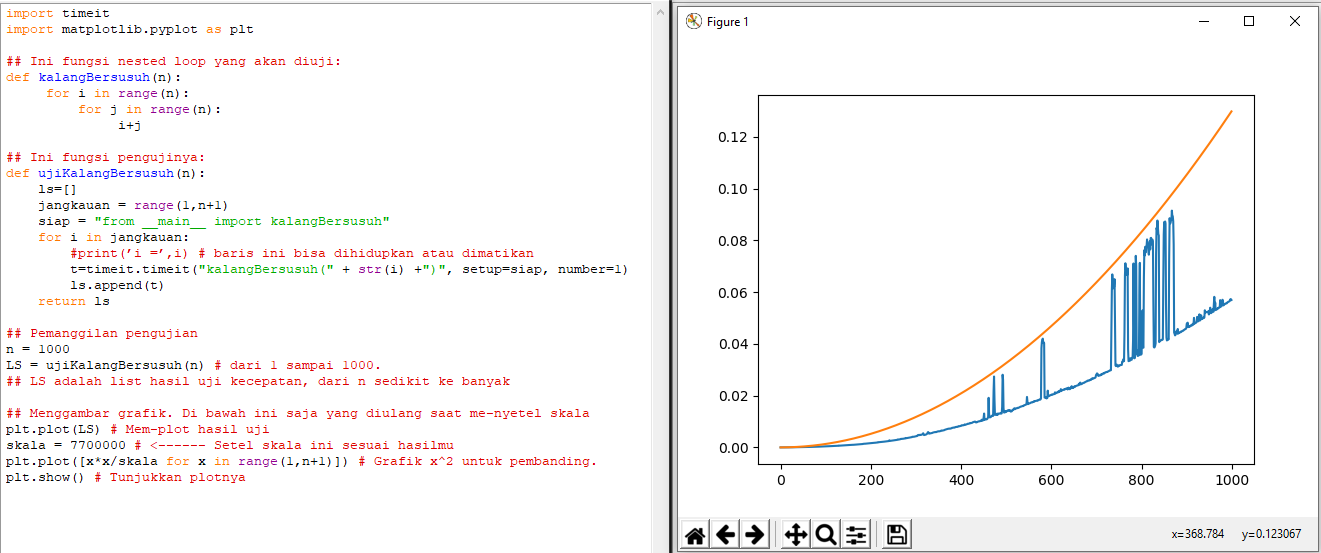 import timeit
import matplotlib.pyplot as plt
## Ini fungsi nested loop yang akan diuji:
def kalangBersusuh(n):
for i in range(n):
for j in range(n):
i+j
## Ini fungsi pengujinya:
def ujiKalangBersusuh(n):
ls=[]
jangkauan = range(1,n+1)
siap = "from __main__ import kalangBersusuh"
for i in jangkauan:
#print(’i =’,i) # baris ini bisa dihidupkan atau dimatikan
t=timeit.timeit("kalangBersusuh(" + str(i) +")", setup=siap, number=1)
ls.append(t)
return ls
## Pemanggilan pengujian
n = 1000
LS = ujiKalangBersusuh(n) # dari 1 sampai 1000.
## LS adalah list hasil uji kecepatan, dari n sedikit ke banyak
## Menggambar grafik. Di bawah ini saja yang diulang saat me-nyetel skala
plt.plot(LS) # Mem-plot hasil uji
skala = 7700000 # <------ Setel skala ini sesuai hasilmu
plt.plot([x*x/skala for x in range(1,n+1)]) # Grafik x^2 untuk pembanding.
plt.show() # Tunjukkan plotnya
Figure 1
0.12
0.10
0.08
0.06
0.04
0.02
0.00
0 200 400 600 800 1000
x=368.784 y=0.123067